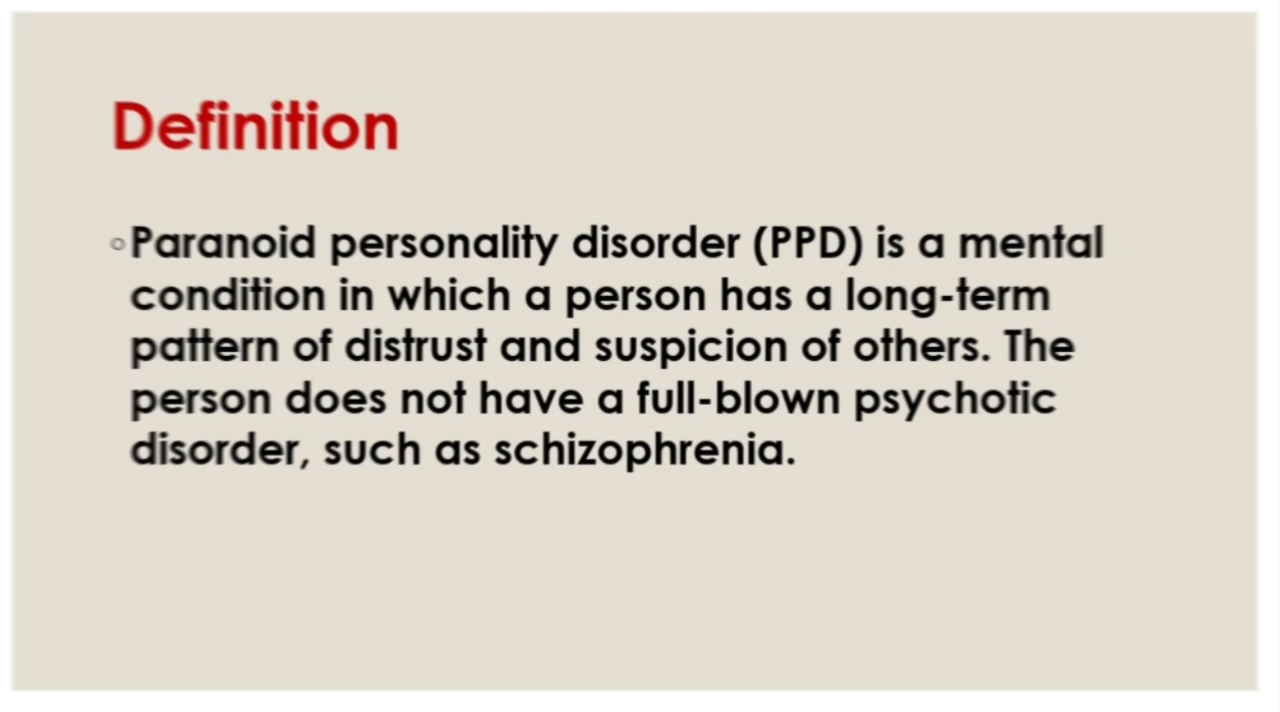 Definition
◦Paranoid personality disorder (PPD) is a mental
condition in which a person has a long-term
pattern of distrust and suspicion of others. The
person does not have a full-blown psychotic
disorder, such as schizophrenia.